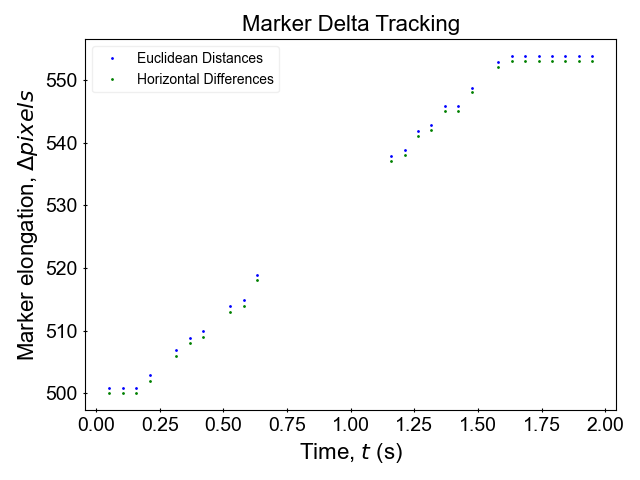 Marker Delta Tracking
Euclidean Distances
Horizontal Differences
Marker elongation, Δpixels
550
540
530
520
510
500
0.00 0.25 0.50 0.75 1.00 1.25 1.50 1.75 2.00
Time, t (s)